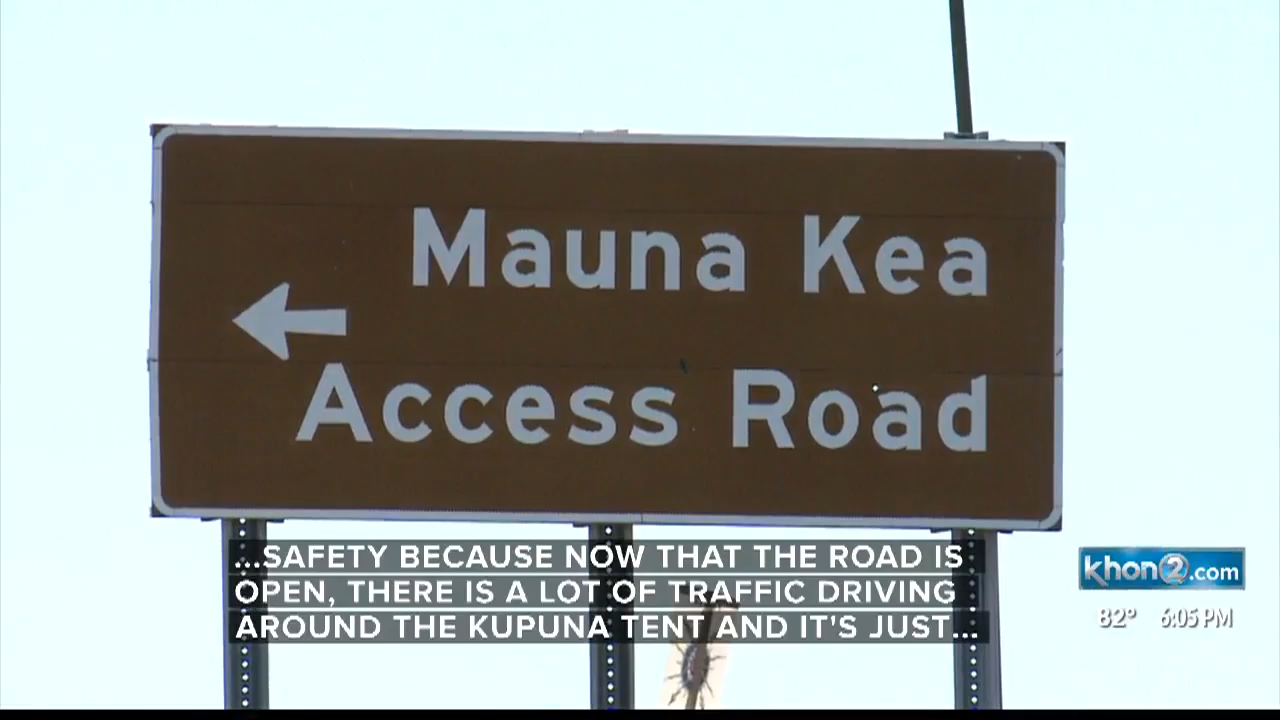 Mauna Kea
Access Road
...SAFETY BECAUSE NOW THAT THE ROAD IS
OPEN, THERE IS A LOT OF TRAFFIC DRIVING
AROUND THE KUPUNA TENT AND IT'S JUST...
khon2.com
82° 6:05 PM